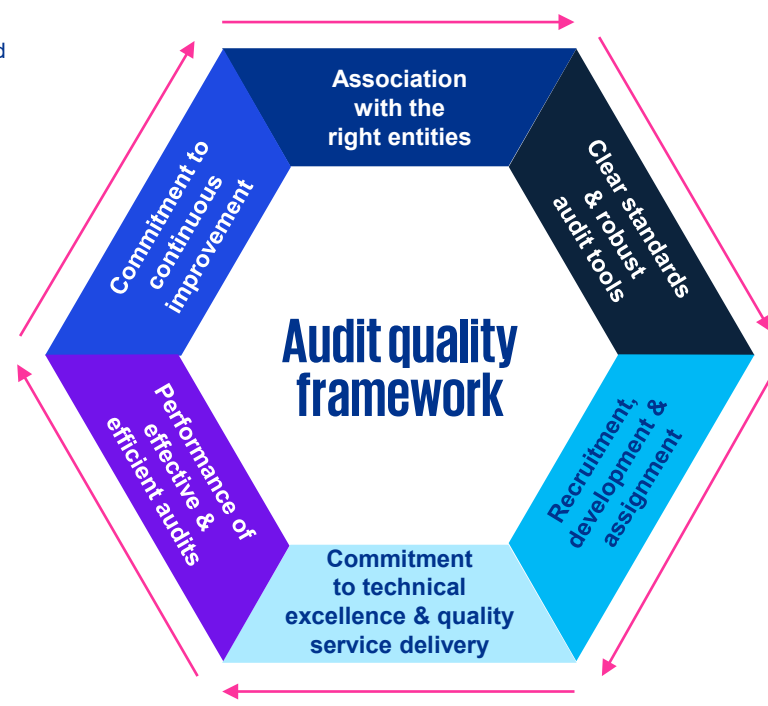 d
Association
with the
right entities
Clear standards
& robust
audit tools
Recruitment,
development &
assignment
Commitment
to technical
excellence & quality
service delivery
Performance of
effective &
efficient audits
Commitment to
continuous
improvement
Audit quality
framework